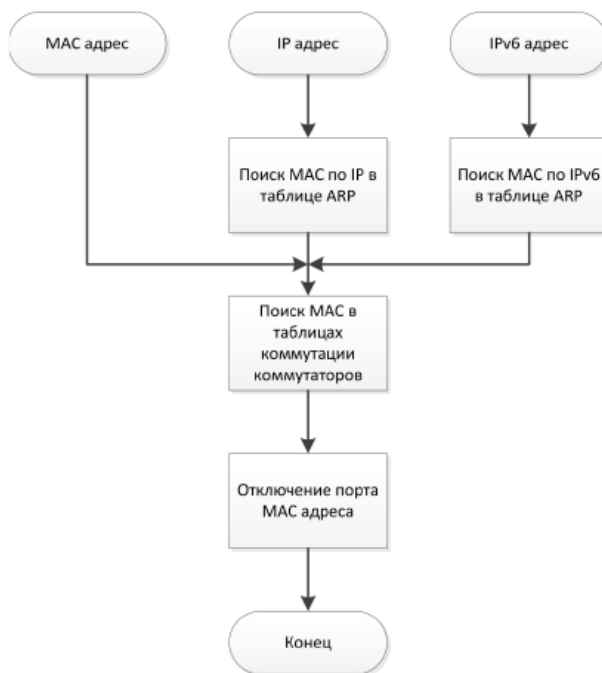 MAC адрес
IP адрес
IPv6 адрес
Поиск MAC по IP в
таблице ARP
Поиск MAC по IPv6
в таблице ARP
Поиск MAC в
таблицах
коммутации
коммутаторов
Отключение порта
MAC адреса
Конец